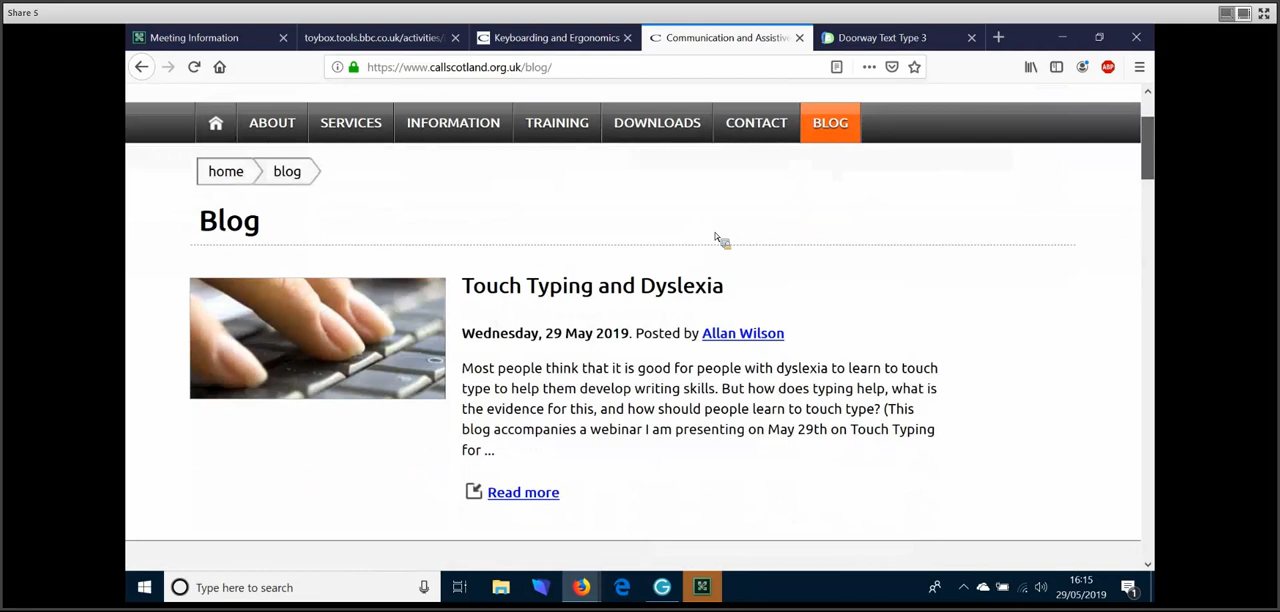 Share 5
Meeting Information
toybox.tools.bbc.co.uk/activities/
Keyboarding and Ergonomics
Communication and Assistive
Doorway Text Type 3
https://www.callscotland.org.uk/blog/
ABP
ABOUT
SERVICES
INFORMATION
TRAINING
DOWNLOADS
CONTACT
BLOG
home
blog
Blog
Touch Typing and Dyslexia
Wednesday, 29 May 2019. Posted by Allan Wilson
Most people think that it is good for people with dyslexia to learn to touch
type to help them develop writing skills. But how does typing help, what is
the evidence for this, and how should people learn to touch type? (This
blog accompanies a webinar I am presenting on May 29th on Touch Typing
for ...
Read more
Type here to search
16:15
29/05/2019
1